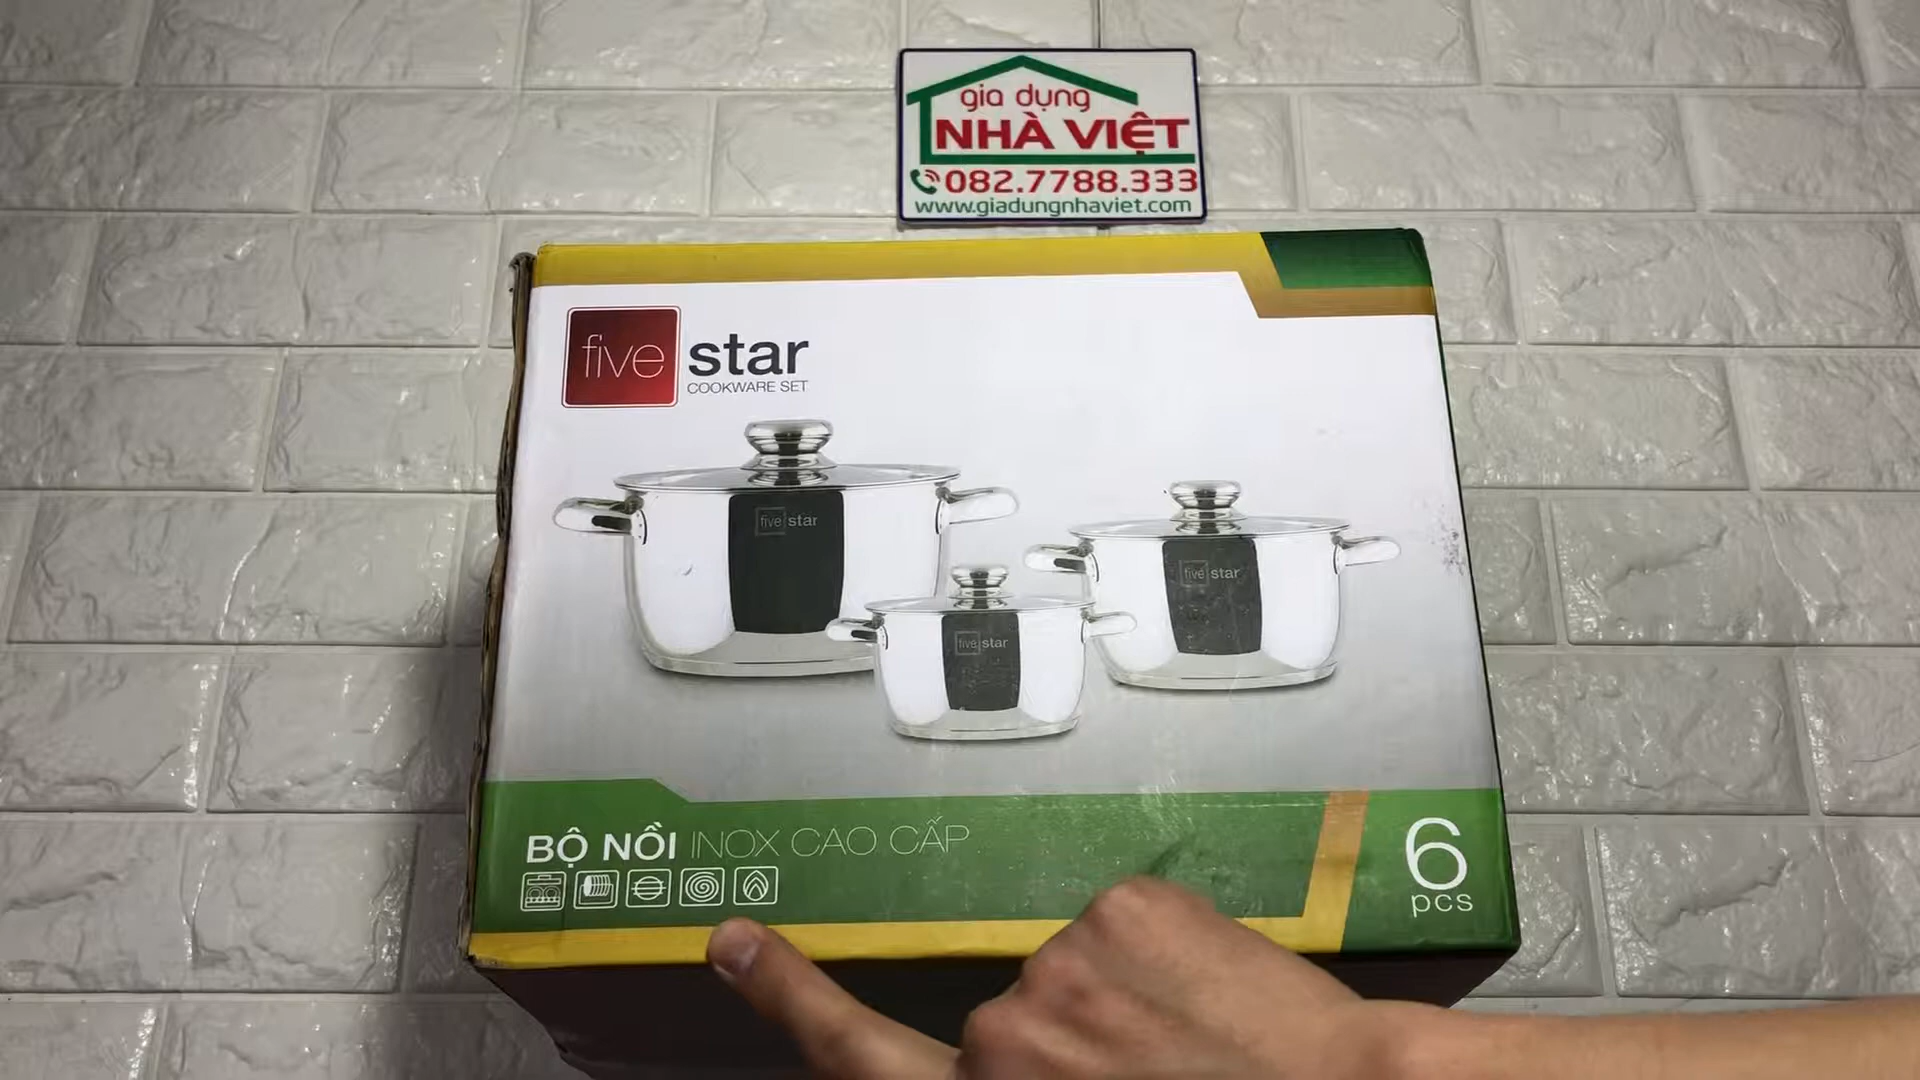 gia dụng
NHÀ VIỆT
082.7788.333
www.giadungnhaviet.com
five star
COOKWARE SET
five star
five star
five star
BỘ NỒI INOX CAO CẤP
6
pcs